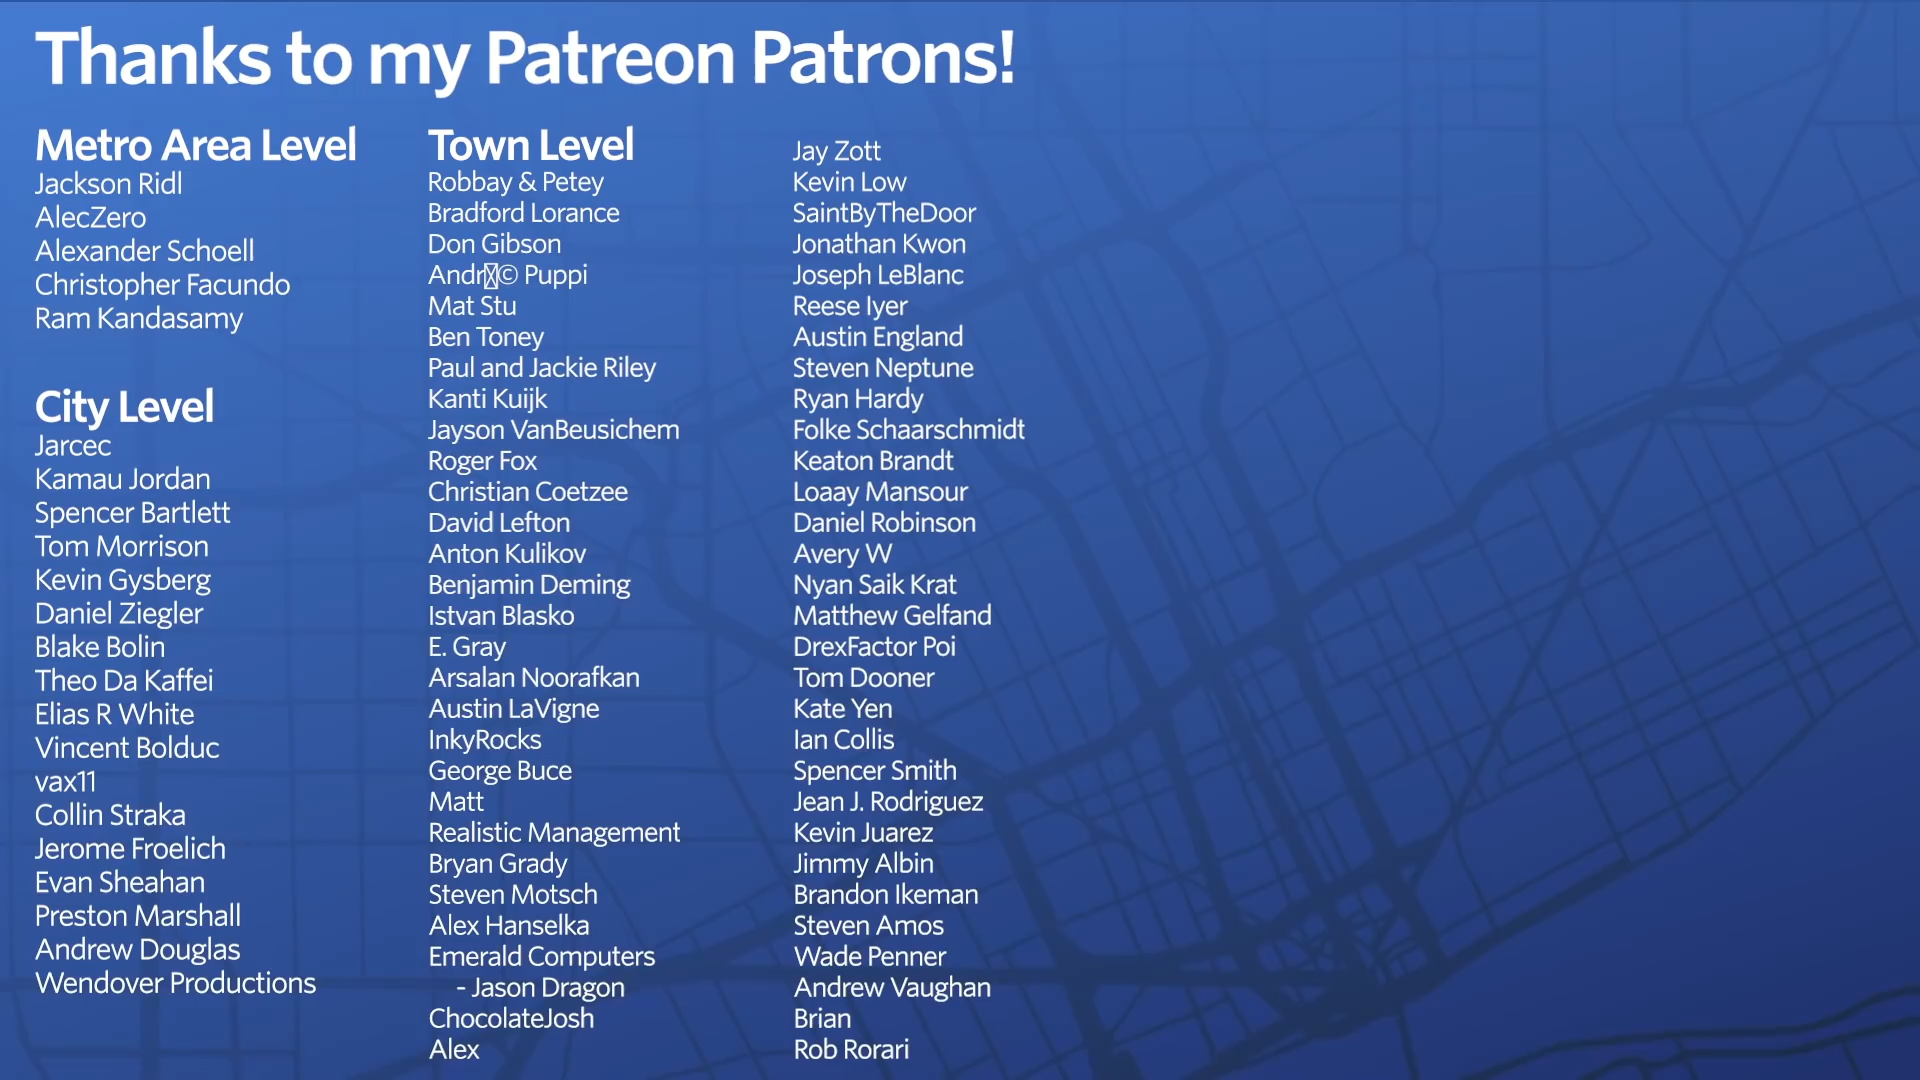 Thanks to my Patreon Patrons!
Metro Area Level
Jackson Ridl
AlecZero
Alexander Schoell
Christopher Facundo
Ram Kandasamy
City Level
Jarcec
Kamau Jordan
Spencer Bartlett
Tom Morrison
Kevin Gysberg
Daniel Ziegler
Blake Bolin
Theo Da Kaffei
Elias R White
Vincent Bolduc
vax11
Collin Straka
Jerome Froelich
Evan Sheahan
Preston Marshall
Andrew Douglas
Wendover Productions
Town Level
Robbay & Petey
Bradford Lorance
Don Gibson
Andr�© Puppi
Mat Stu
Ben Toney
Paul and Jackie Riley
Kanti Kuijk
Jayson VanBeusichem
Roger Fox
Christian Coetzee
David Lefton
Anton Kulikov
Benjamin Deming
Istvan Blasko
E. Gray
Arsalan Noorafkan
Austin LaVigne
InkyRocks
George Buce
Matt
Realistic Management
Bryan Grady
Steven Motsch
Alex Hanselka
Emerald Computers
- Jason Dragon
ChocolateJosh
Alex
Jay Zott
Kevin Low
SaintByTheDoor
Jonathan Kwon
Joseph LeBlanc
Reese Iyer
Austin England
Steven Neptune
Ryan Hardy
Folke Schaarschmidt
Keaton Brandt
Loaay Mansour
Daniel Robinson
Avery W
Nyan Saik Krat
Matthew Gelfand
DrexFactor Poi
Tom Dooner
Kate Yen
Ian Collis
Spencer Smith
Jean J. Rodriguez
Kevin Juarez
Jimmy Albin
Brandon Ikeman
Steven Amos
Wade Penner
Andrew Vaughan
Brian
Rob Rorari